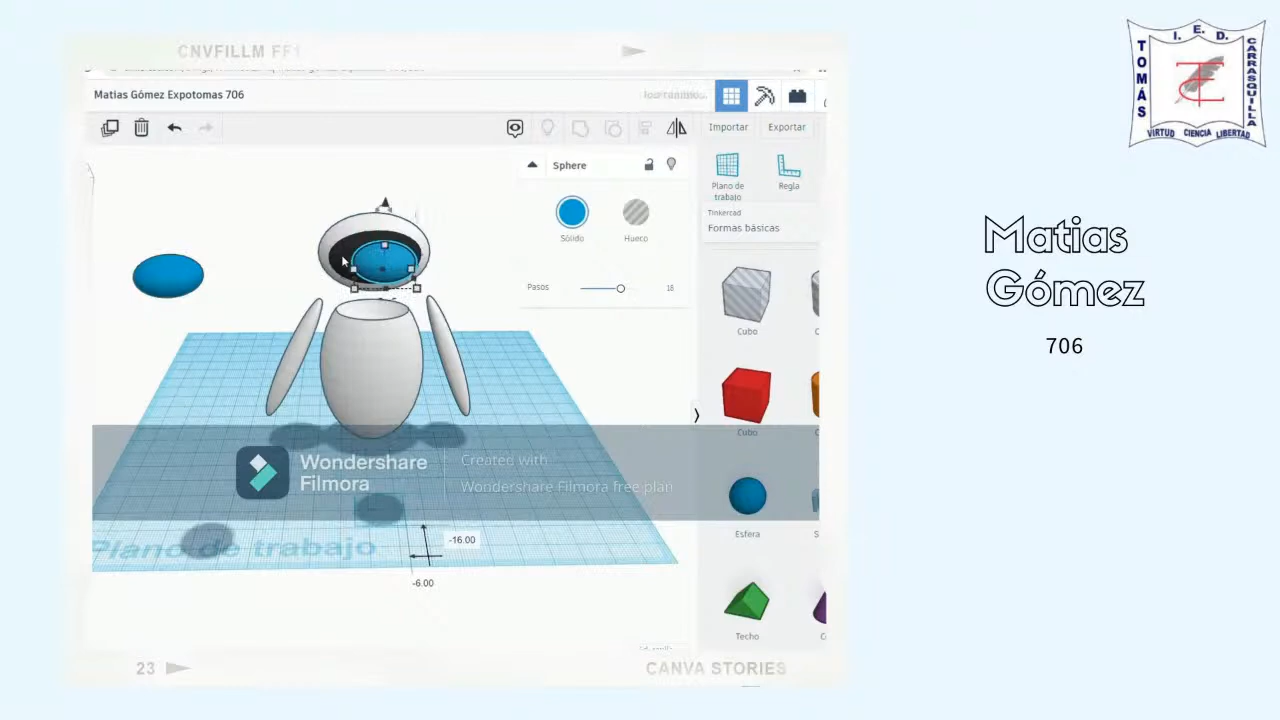 CNVFILLM FF1
Matias Gómez Expotomas 706
Importar
Exportar
Sphere
Sólido
Hueco
Pasos
18
Plano de
trabajo
Regla
Tinkercad
Formas básicas
Cubo
Cubo
Esfera
Techo
Wondershare
Filmora
Created with
Wondershare Filmora free plan
Plano de trabajo
-16.00
-6.00
23
CANVA STORIES
I. E. D.
TOMÁS
CARRASQUILLA
VIRTUD CIENCIA LIBERTAD
Matias
Gómez
706